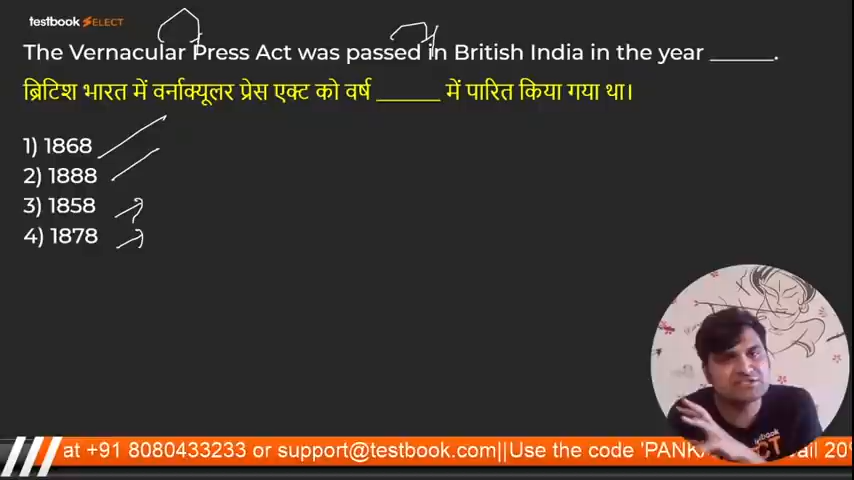 testbook SELECT
The Vernacular Press Act was passed in British India in the year _____.
ब्रिटिश भारत में वर्नाक्यूलर प्रेस एक्ट को वर्ष _____ में पारित किया गया था।
1) 1868
2) 1888
3) 1858
4) 1878
at +91 8080433233 or support@testbook.com||Use the code 'PANK